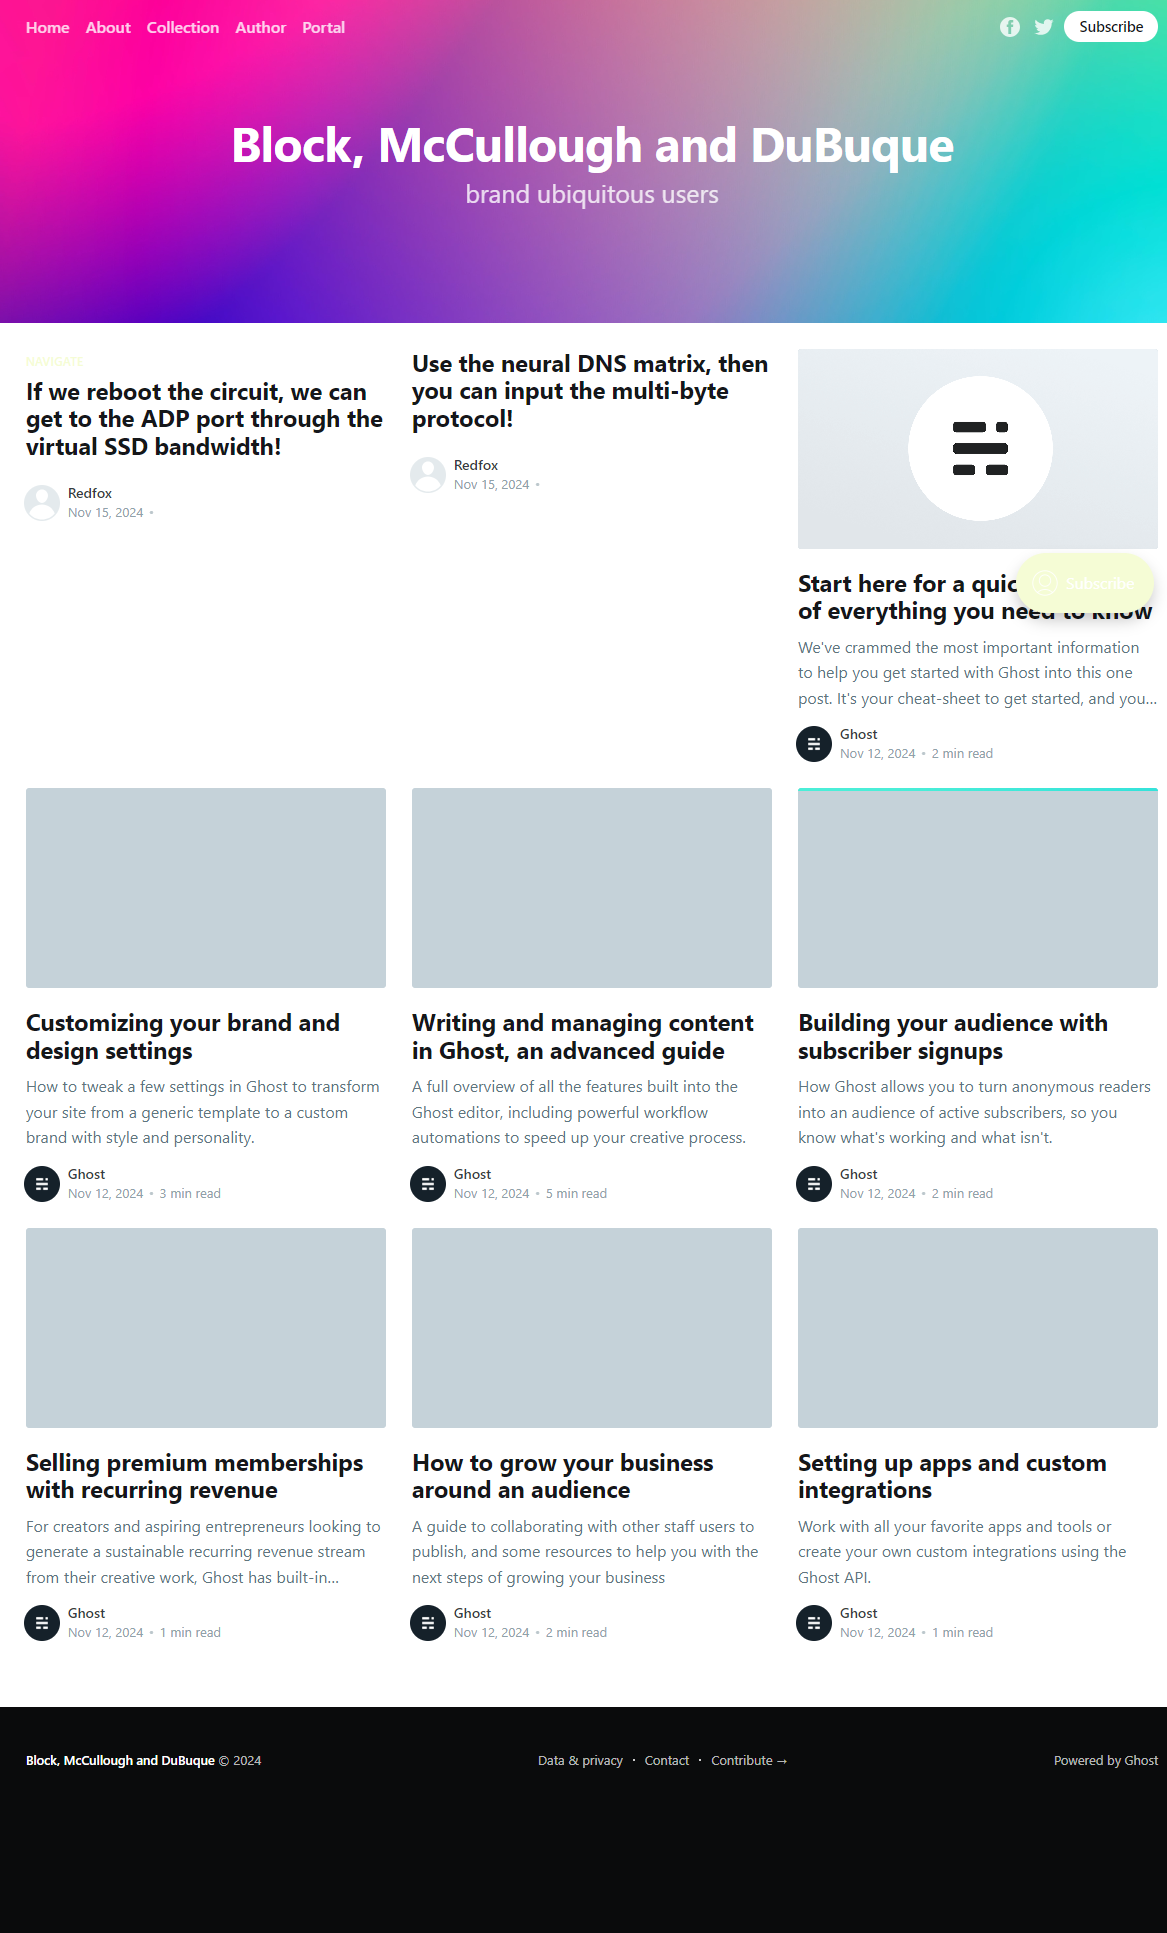 Home About Collection Author Portal
Subscribe
Block, McCullough and DuBuque
brand ubiquitous users
NAVIGATE
If we reboot the circuit, we can
get to the ADP port through the
virtual SSD bandwidth!
Redfox
Nov 15, 2024 •
Use the neural DNS matrix, then
you can input the multi-byte
protocol!
Redfox
Nov 15, 2024 •
Start here for a quic
of everything you need to know
Subscribe
We've crammed the most important information
to help you get started with Ghost into this one
post. It's your cheat-sheet to get started, and you…
Ghost
Nov 12, 2024 • 2 min read
Customizing your brand and
design settings
How to tweak a few settings in Ghost to transform
your site from a generic template to a custom
brand with style and personality.
Ghost
Nov 12, 2024 • 3 min read
Writing and managing content
in Ghost, an advanced guide
A full overview of all the features built into the
Ghost editor, including powerful workflow
automations to speed up your creative process.
Ghost
Nov 12, 2024 • 5 min read
Building your audience with
subscriber signups
How Ghost allows you to turn anonymous readers
into an audience of active subscribers, so you
know what's working and what isn't.
Ghost
Nov 12, 2024 • 2 min read
Selling premium memberships
with recurring revenue
For creators and aspiring entrepreneurs looking to
generate a sustainable recurring revenue stream
from their creative work, Ghost has built-in…
Ghost
Nov 12, 2024 • 1 min read
How to grow your business
around an audience
A guide to collaborating with other staff users to
publish, and some resources to help you with the
next steps of growing your business
Ghost
Nov 12, 2024 • 2 min read
Setting up apps and custom
integrations
Work with all your favorite apps and tools or
create your own custom integrations using the
Ghost API.
Ghost
Nov 12, 2024 • 1 min read
Block, McCullough and DuBuque © 2024
Data & privacy · Contact · Contribute →
Powered by Ghost